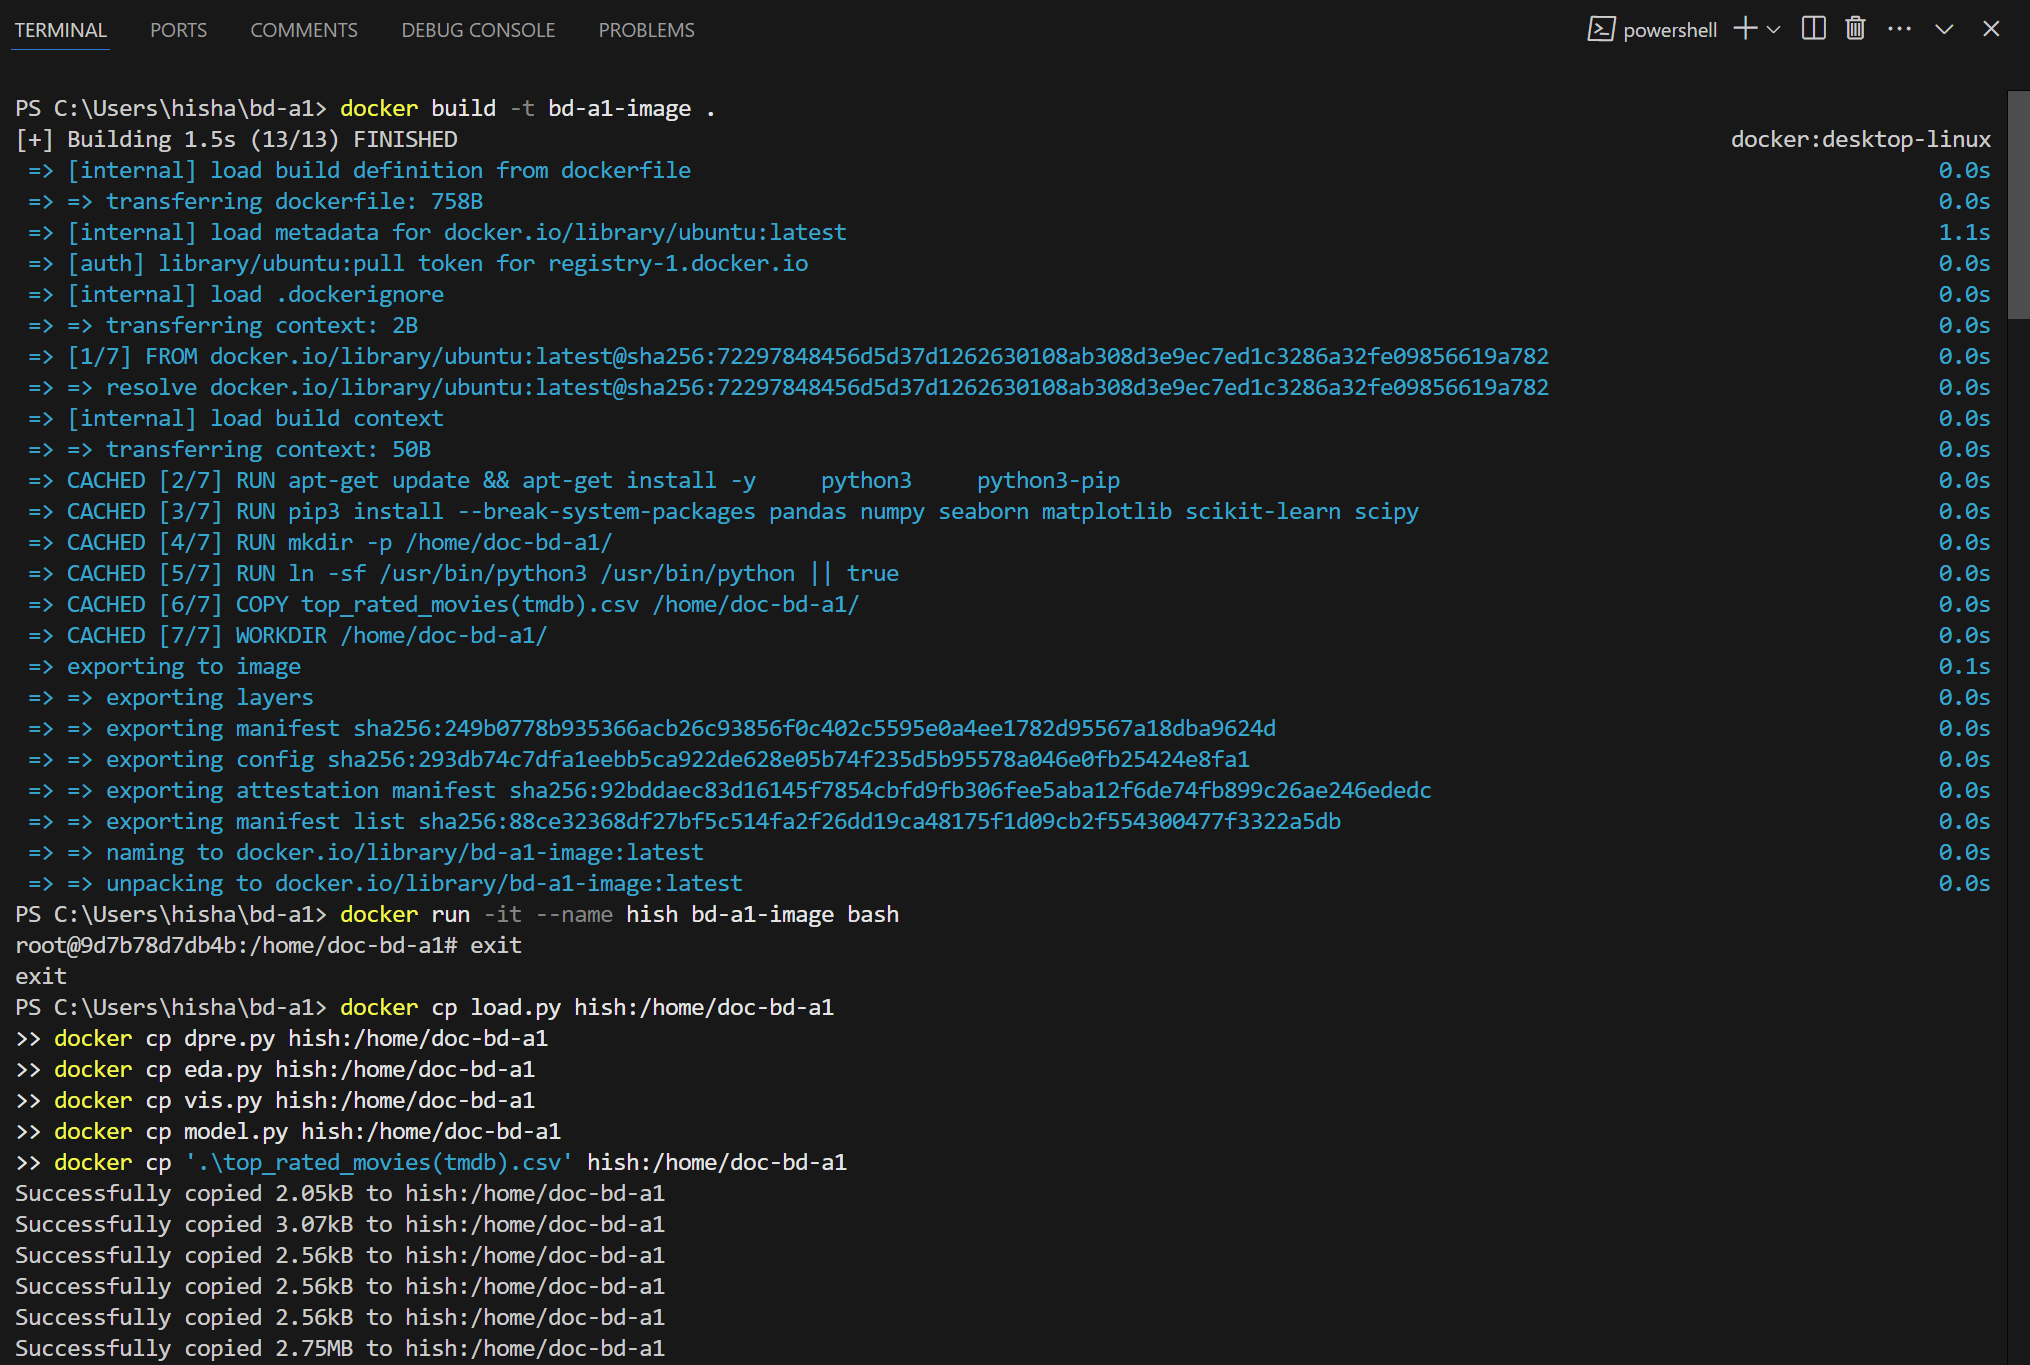 TERMINAL PORTS COMMENTS DEBUG CONSOLE PROBLEMS powershell
PS C:\Users\hisha\bd-a1> docker build -t bd-a1-image .
[+] Building 1.5s (13/13) FINISHED docker:desktop-linux
=> [internal] load build definition from dockerfile 0.0s
=> => transferring dockerfile: 758B 0.0s
=> [internal] load metadata for docker.io/library/ubuntu:latest 1.1s
=> [auth] library/ubuntu:pull token for registry-1.docker.io 0.0s
=> [internal] load .dockerignore 0.0s
=> => transferring context: 2B 0.0s
=> [1/7] FROM docker.io/library/ubuntu:latest@sha256:72297848456d5d37d1262630108ab308d3e9ec7ed1c3286a32fe09856619a782 0.0s
=> => resolve docker.io/library/ubuntu:latest@sha256:72297848456d5d37d1262630108ab308d3e9ec7ed1c3286a32fe09856619a782 0.0s
=> [internal] load build context 0.0s
=> => transferring context: 50B 0.0s
=> CACHED [2/7] RUN apt-get update && apt-get install -y     python3     python3-pip 0.0s
=> CACHED [3/7] RUN pip3 install --break-system-packages pandas numpy seaborn matplotlib scikit-learn scipy 0.0s
=> CACHED [4/7] RUN mkdir -p /home/doc-bd-a1/ 0.0s
=> CACHED [5/7] RUN ln -sf /usr/bin/python3 /usr/bin/python || true 0.0s
=> CACHED [6/7] COPY top_rated_movies(tmdb).csv /home/doc-bd-a1/ 0.0s
=> CACHED [7/7] WORKDIR /home/doc-bd-a1/ 0.0s
=> exporting to image 0.1s
=> => exporting layers 0.0s
=> => exporting manifest sha256:249b0778b935366acb26c93856f0c402c5595e0a4ee1782d95567a18dba9624d 0.0s
=> => exporting config sha256:293db74c7dfa1eebb5ca922de628e05b74f235d5b95578a046e0fb25424e8fa1 0.0s
=> => exporting attestation manifest sha256:92bddaec83d16145f7854cbfd9fb306fee5aba12f6de74fb899c26ae246ededc 0.0s
=> => exporting manifest list sha256:88ce32368df27bf5c514fa2f26dd19ca48175f1d09cb2f554300477f3322a5db 0.0s
=> => naming to docker.io/library/bd-a1-image:latest 0.0s
=> => unpacking to docker.io/library/bd-a1-image:latest 0.0s
PS C:\Users\hisha\bd-a1> docker run -it --name hish bd-a1-image bash
root@9d7b78d7db4b:/home/doc-bd-a1# exit
exit
PS C:\Users\hisha\bd-a1> docker cp load.py hish:/home/doc-bd-a1
>> docker cp dpre.py hish:/home/doc-bd-a1
>> docker cp eda.py hish:/home/doc-bd-a1
>> docker cp vis.py hish:/home/doc-bd-a1
>> docker cp model.py hish:/home/doc-bd-a1
>> docker cp '.\top_rated_movies(tmdb).csv' hish:/home/doc-bd-a1
Successfully copied 2.05kB to hish:/home/doc-bd-a1
Successfully copied 3.07kB to hish:/home/doc-bd-a1
Successfully copied 2.56kB to hish:/home/doc-bd-a1
Successfully copied 2.56kB to hish:/home/doc-bd-a1
Successfully copied 2.56kB to hish:/home/doc-bd-a1
Successfully copied 2.75MB to hish:/home/doc-bd-a1